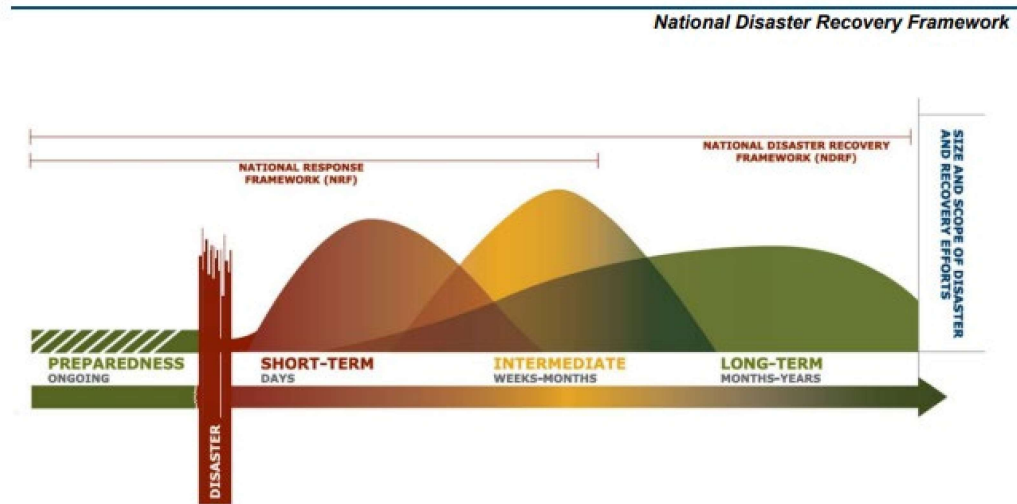 National Disaster Recovery Framework
NATIONAL DISASTER RECOVERY
FRAMEWORK (NDRF)
NATIONAL RESPONSE
FRAMEWORK (NRF)
SIZE AND SCOPE OF DISASTER
AND RECOVERY EFFORTS
PREPAREDNESS
ONGOING
SHORT-TERM
DAYS
INTERMEDIATE
WEEKS-MONTHS
LONG-TERM
MONTHS-YEARS
DISASTER